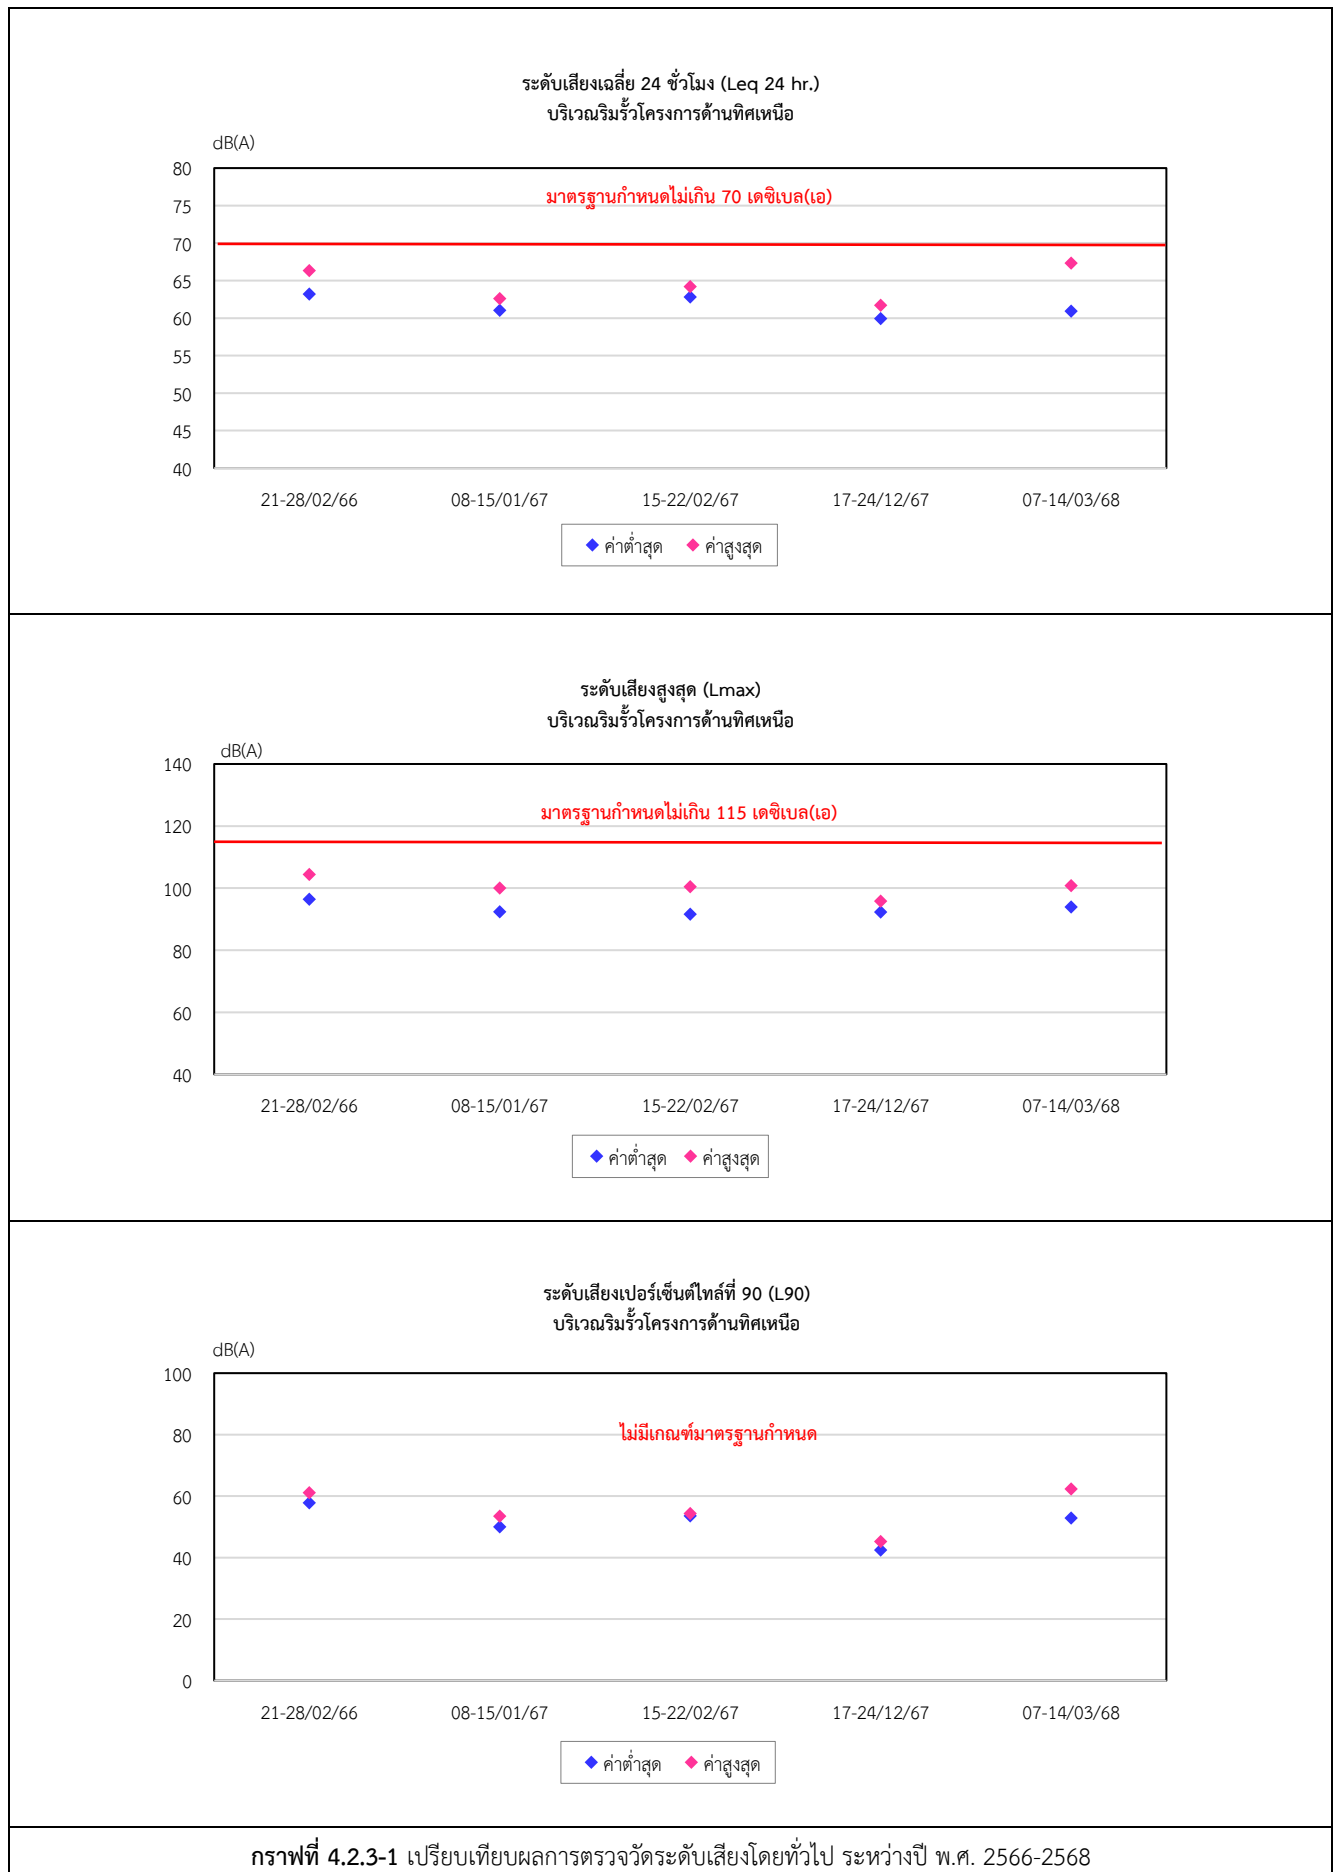 ระดับเสียงเฉลี่ย 24 ชั่วโมง (Leq 24 hr.)
บริเวณริมรั้วโครงการด้านทิศเหนือ
dB(A)
80
มาตรฐานกำหนดไม่เกิน 70 เดซิเบล(เอ)
75
70
65
60
55
50
45
40
21-28/02/66 08-15/01/67 15-22/02/67 17-24/12/67 07-14/03/68
ค่าต่ำสุด ค่าสูงสุด
ระดับเสียงสูงสุด (Lmax)
บริเวณริมรั้วโครงการด้านทิศเหนือ
dB(A)
140
มาตรฐานกำหนดไม่เกิน 115 เดซิเบล(เอ)
120
100
80
60
40
21-28/02/66 08-15/01/67 15-22/02/67 17-24/12/67 07-14/03/68
ค่าต่ำสุด ค่าสูงสุด
ระดับเสียงเปอร์เซ็นต์ไทล์ที่ 90 (L90)
บริเวณริมรั้วโครงการด้านทิศเหนือ
dB(A)
100
80
ไม่มีเกณฑ์มาตรฐานกำหนด
60
40
20
0
21-28/02/66 08-15/01/67 15-22/02/67 17-24/12/67 07-14/03/68
ค่าต่ำสุด ค่าสูงสุด
กราฟที่ 4.2.3-1 เปรียบเทียบผลการตรวจวัดระดับเสียงโดยทั่วไป ระหว่างปี พ.ศ. 2566-2568